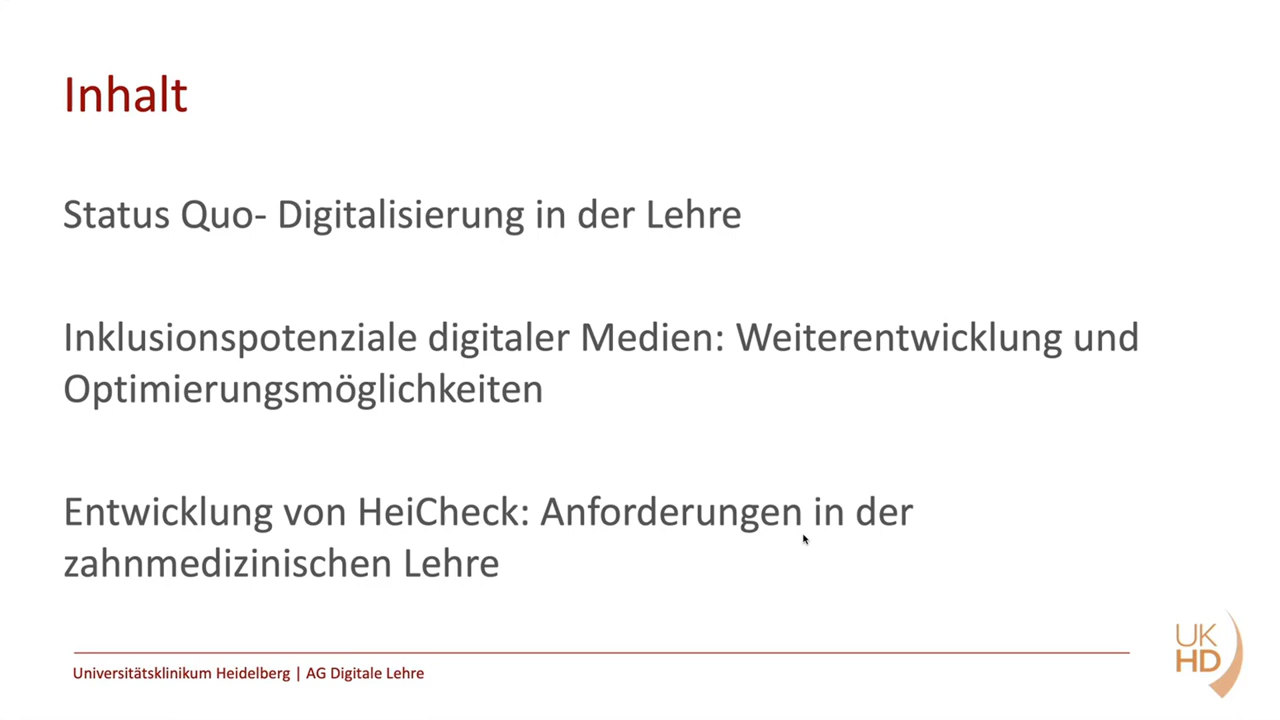 Inhalt
Status Quo- Digitalisierung in der Lehre
Inklusionspotenziale digitaler Medien: Weiterentwicklung und
Optimierungsmöglichkeiten
Entwicklung von HeiCheck: Anforderungen in der
zahnmedizinischen Lehre
Universitätsklinikum Heidelberg | AG Digitale Lehre
UK
HD